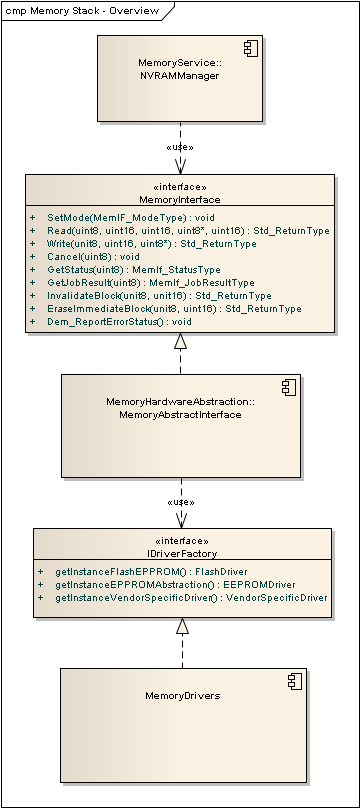 cmp Memory Stack - Overview
MemoryService::
NVRAMManager
«use»
«interface»
MemoryInterface
+ SetMode(MemIF_ModeType) : void
+ Read(uint8, uint16, uint16, uint8*, uint16) : Std_ReturnType
+ Write(unit8, uint16, uint8*) : Std_ReturnType
+ Cancel(uint8) : void
+ GetStatus(uint8) : MemIf_StatusType
+ GetJobResult(uint8) : MemIf_JobResultType
+ InvalidateBlock(uint8, uint16) : Std_ReturnType
+ EraseImmediateBlock(uint8, uint16) : Std_ReturnType
+ Dem_ReportErrorStatus() : void
MemoryHardwareAbstraction::
MemoryAbstractInterface
«use»
«interface»
IDriverFactory
+ getInstanceFlashEPPROM() : FlashDriver
+ getInstanceEPPROMAbstraction() : EEPROMDriver
+ getInstanceVendorSpecificDriver() : VendorSpecificDriver
MemoryDrivers